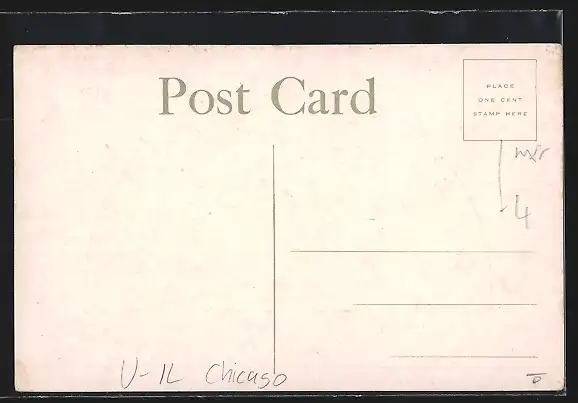 Post Card
PLACE
ONE CENT
STAMP HERE
4
U-IL Chicago